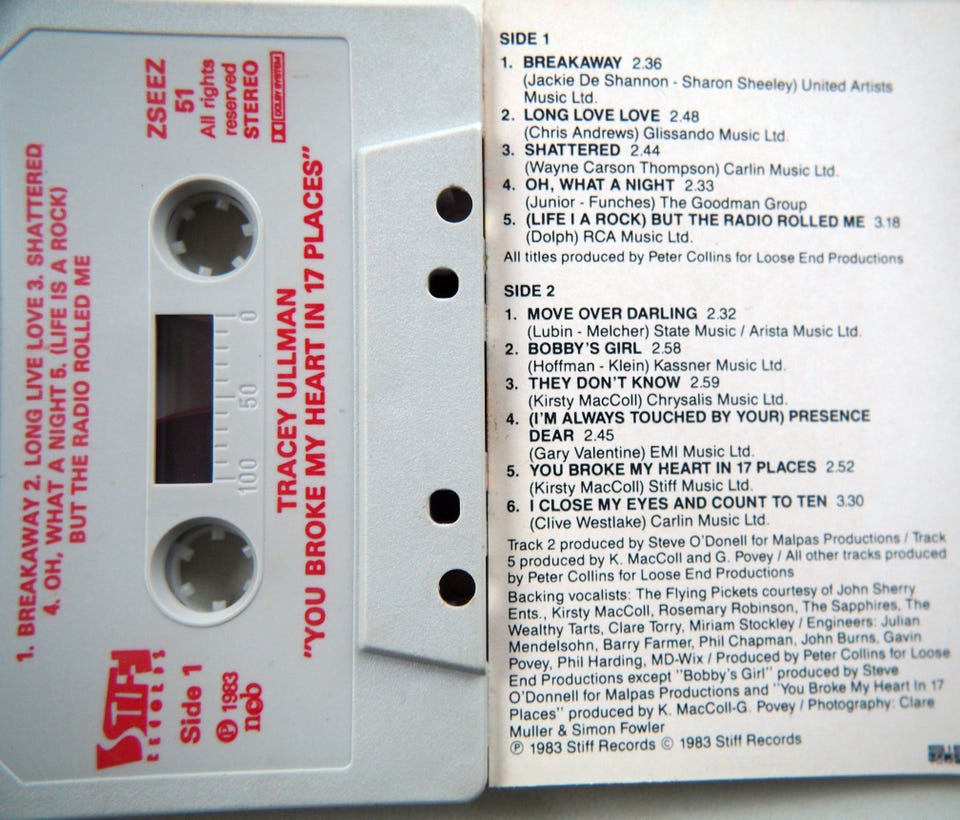 1. BREAKAWAY 2. LONG LIVE LOVE 3. SHATTERED
4. OH, WHAT A NIGHT 5. (LIFE IS A ROCK)
BUT THE RADIO ROLLED ME
ZSEEZ
51
All rights
reserved
STEREO
DOLBY SYSTEM
0
50
100
TRACEY ULLMAN
"YOU BROKE MY HEART IN 17 PLACES"
STIFF
RECORDS
Side 1
℗ 1983
ncb
SIDE 1
1. BREAKAWAY 2.36
(Jackie De Shannon - Sharon Sheeley) United Artists
Music Ltd.
2. LONG LOVE LOVE 2.48
(Chris Andrews) Glissando Music Ltd.
3. SHATTERED 2.44
(Wayne Carson Thompson) Carlin Music Ltd.
4. OH, WHAT A NIGHT 2.33
(Junior - Funches) The Goodman Group
5. (LIFE I A ROCK) BUT THE RADIO ROLLED ME 3.18
(Dolph) RCA Music Ltd.
All titles produced by Peter Collins for Loose End Productions
SIDE 2
1. MOVE OVER DARLING 2.32
(Lubin - Melcher) State Music / Arista Music Ltd.
2. BOBBY'S GIRL 2.58
(Hoffman - Klein) Kassner Music Ltd.
3. THEY DON'T KNOW 2.59
(Kirsty MacColl) Chrysalis Music Ltd.
4. (I'M ALWAYS TOUCHED BY YOUR) PRESENCE
DEAR 2.45
(Gary Valentine) EMI Music Ltd.
5. YOU BROKE MY HEART IN 17 PLACES 2.52
(Kirsty MacColl) Stiff Music Ltd.
6. I CLOSE MY EYES AND COUNT TO TEN 3.30
(Clive Westlake) Carlin Music Ltd.
Track 2 produced by Steve O'Donell for Malpas Productions / Track
5 produced by K. MacColl and G. Povey / All other tracks produced
by Peter Collins for Loose End Productions
Backing vocalists: The Flying Pickets courtesy of John Sherry
Ents., Kirsty MacColl, Rosemary Robinson, The Sapphires, The
Wealthy Tarts, Clare Torry, Miriam Stockley / Engineers: Julian
Mendelsohn, Barry Farmer, Phil Chapman, John Burns, Gavin
Povey, Phil Harding, MD-Wix / Produced by Peter Collins for Loose
End Productions except "Bobby's Girl" produced by Steve
O'Donnell for Malpas Productions and "You Broke My Heart In 17
Places" produced by K. MacColl-G. Povey / Photography: Clare
Muller & Simon Fowler
℗ 1983 Stiff Records © 1983 Stiff Records